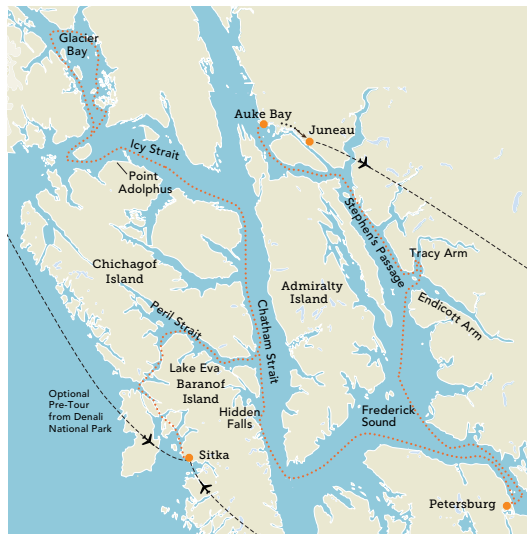 Glacier
Bay
Auke Bay
Juneau
Icy Strait
Point
Adolphus
Stephen's Passage
Tracy Arm
Chichagof
Island
Admiralty
Island
Endicott Arm
Peril Strait
Chatham Strait
Lake Eva
Baranof
Island
Optional
Pre-Tour
from Denali
National Park
Hidden
Falls
Frederick
Sound
Sitka
Petersburg